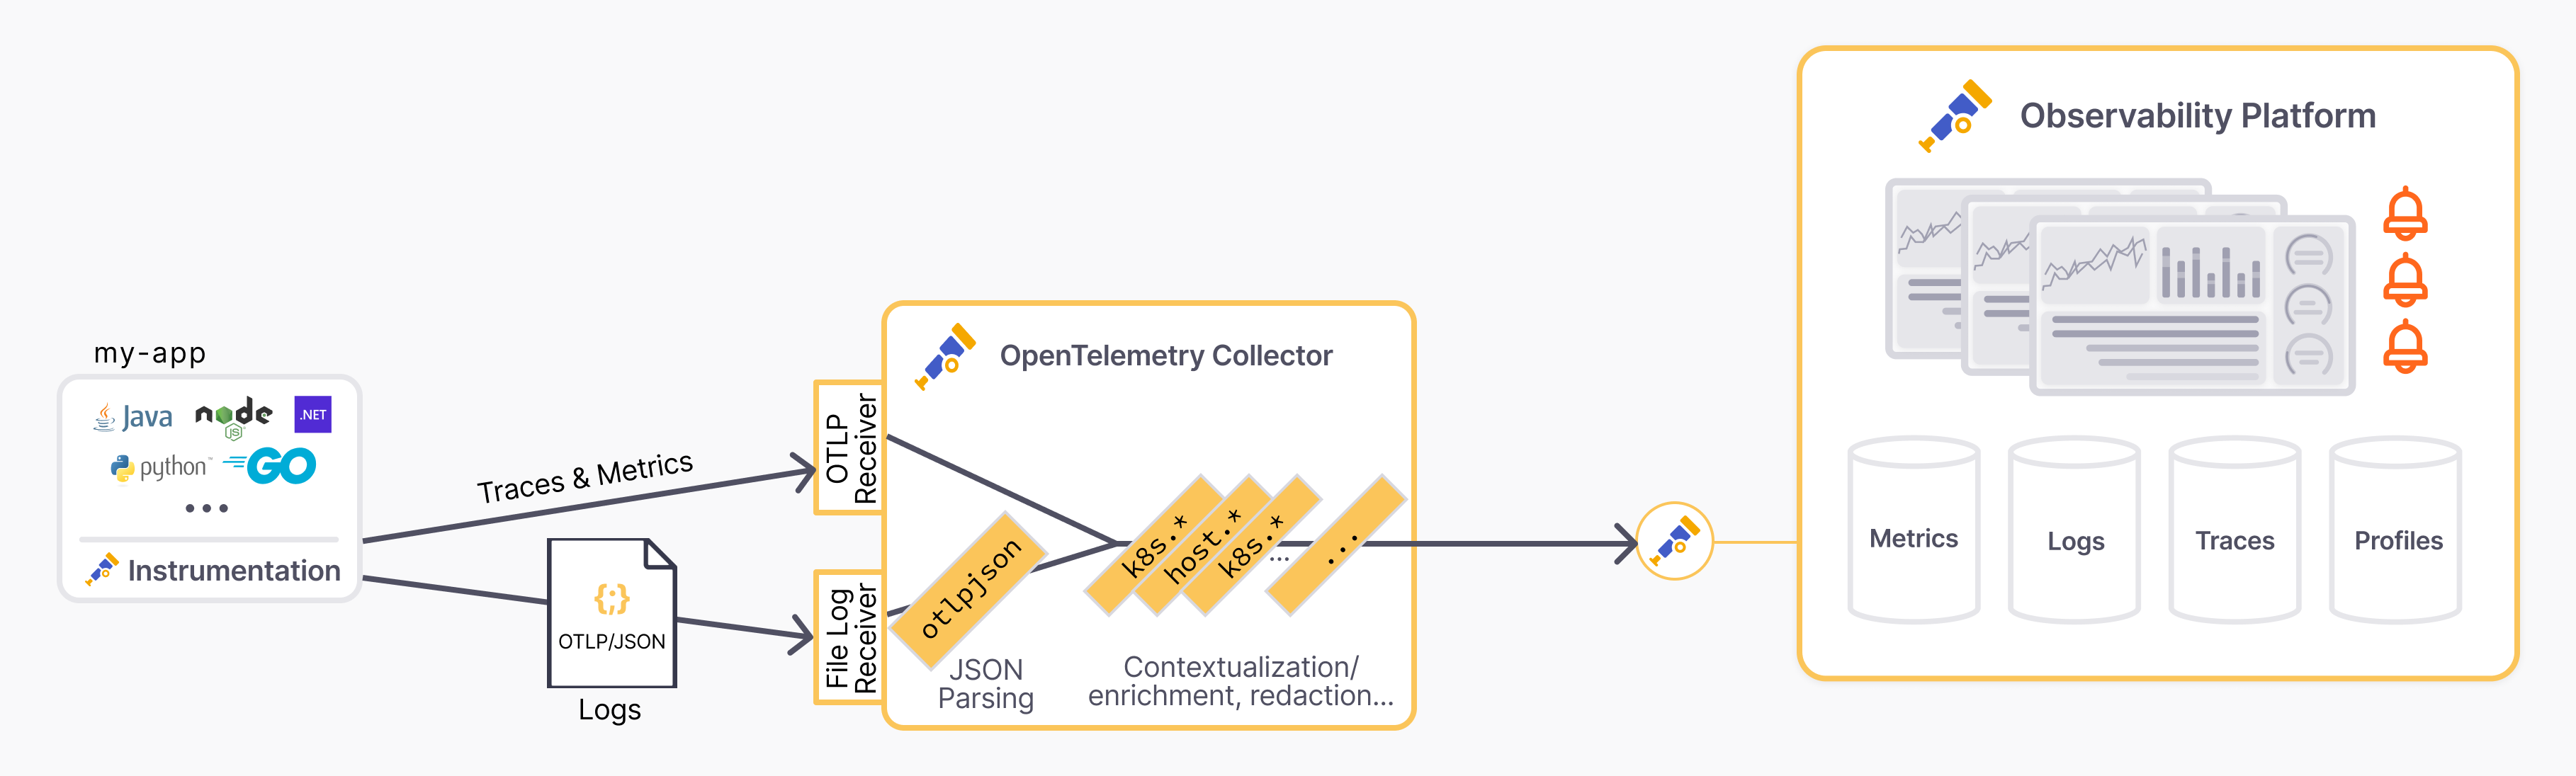 my-app
Java
node
JS
.NET
python™
GO
...
Instrumentation
Traces & Metrics
{;}
OTLP/JSON
Logs
OTLP
Receiver
File Log
Receiver
OpenTelemetry Collector
otlpjson
JSON
Parsing
k8s.*
host.*
k8s.*
...
...
Contextualization/
enrichment, redaction...
Observability Platform
Metrics
Logs
Traces
Profiles